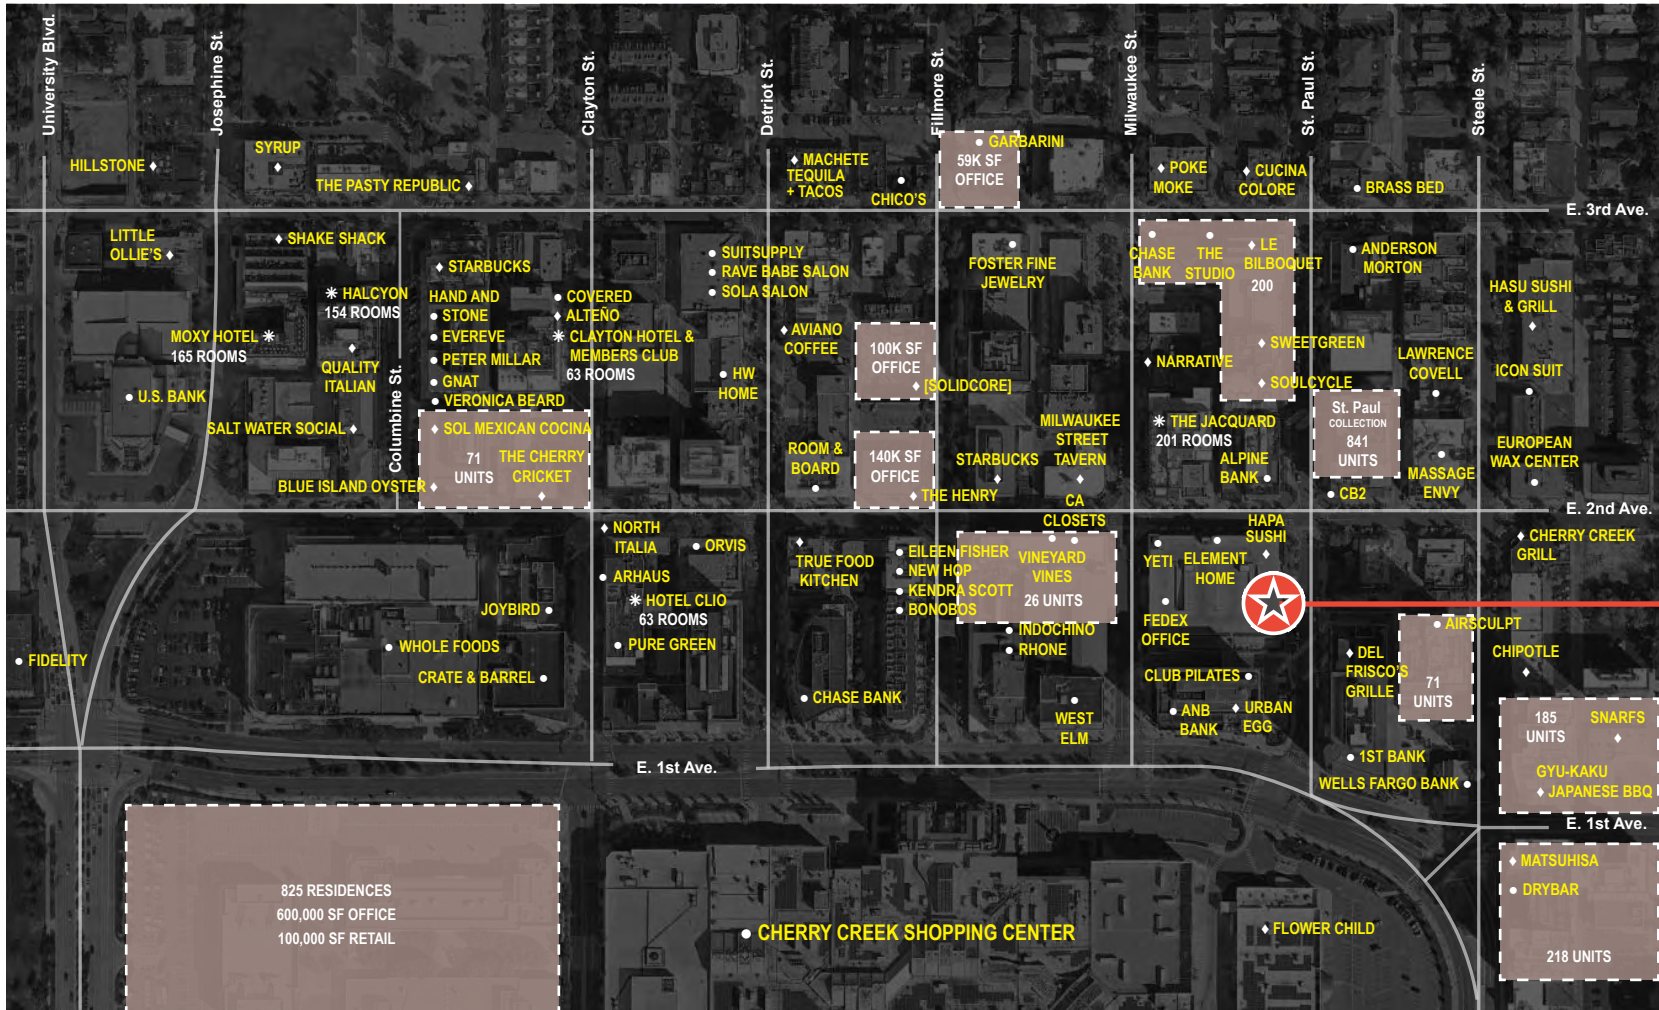 University Blvd.
Josephine St.
Clayton St.
Detriot St.
Fillmore St.
Milwaukee St.
St. Paul St.
Steele St.
HILLSTONE
SYRUP
THE PASTY REPUBLIC
MACHETE
TEQUILA
+ TACOS
CHICO'S
GARBARINI
59K SF
OFFICE
POKE
MOKE
CUCINA
COLORE
BRASS BED
E. 3rd Ave.
LITTLE
OLLIE'S
SHAKE SHACK
HALCYON
154 ROOMS
MOXY HOTEL
165 ROOMS
QUALITY
ITALIAN
U.S. BANK
SALT WATER SOCIAL
Columbine St.
STARBUCKS
HAND AND
STONE
EVEREVE
PETER MILLAR
GNAT
VERONICA BEARD
COVERED
ALTEÑO
CLAYTON HOTEL &
MEMBERS CLUB
63 ROOMS
SOL MEXICAN COCINA
71
UNITS
THE CHERRY
CRICKET
BLUE ISLAND OYSTER
SUITSUPPLY
RAVE BABE SALON
SOLA SALON
HW
HOME
AVIANO
COFFEE
100K SF
OFFICE
[SOLIDCORE]
ROOM &
BOARD
140K SF
OFFICE
THE HENRY
FOSTER FINE
JEWELRY
STARBUCKS
MILWAUKEE
STREET
TAVERN
CHASE
BANK
THE
STUDIO
LE
BILBOQUET
200
SWEETGREEN
SOULCYCLE
NARRATIVE
THE JACQUARD
201 ROOMS
ALPINE
BANK
ANDERSON
MORTON
LAWRENCE
COVELL
St. Paul
COLLECTION
841
UNITS
MASSAGE
ENVY
CB2
HASU SUSHI
& GRILL
ICON SUIT
EUROPEAN
WAX CENTER
E. 2nd Ave.
NORTH
ITALIA
ORVIS
ARHAUS
HOTEL CLIO
63 ROOMS
PURE GREEN
JOYBIRD
WHOLE FOODS
CRATE & BARREL
FIDELITY
TRUE FOOD
KITCHEN
EILEEN FISHER
NEW HOP
KENDRA SCOTT
BONOBOS
CHASE BANK
CA
CLOSETS
VINEYARD
VINES
26 UNITS
INDOCHINO
RHONE
WEST
ELM
YETI
ELEMENT
HOME
HAPA
SUSHI
FEDEX
OFFICE
CLUB PILATES
ANB
BANK
URBAN
EGG
CHERRY CREEK
GRILL
AIRSCULPT
DEL
FRISCO'S
GRILLE
71
UNITS
CHIPOTLE
1ST BANK
WELLS FARGO BANK
185
UNITS
SNARFS
GYU-KAKU
JAPANESE BBQ
E. 1st Ave.
E. 1st Ave.
MATSUHISA
DRYBAR
218 UNITS
825 RESIDENCES
600,000 SF OFFICE
100,000 SF RETAIL
CHERRY CREEK SHOPPING CENTER
FLOWER CHILD